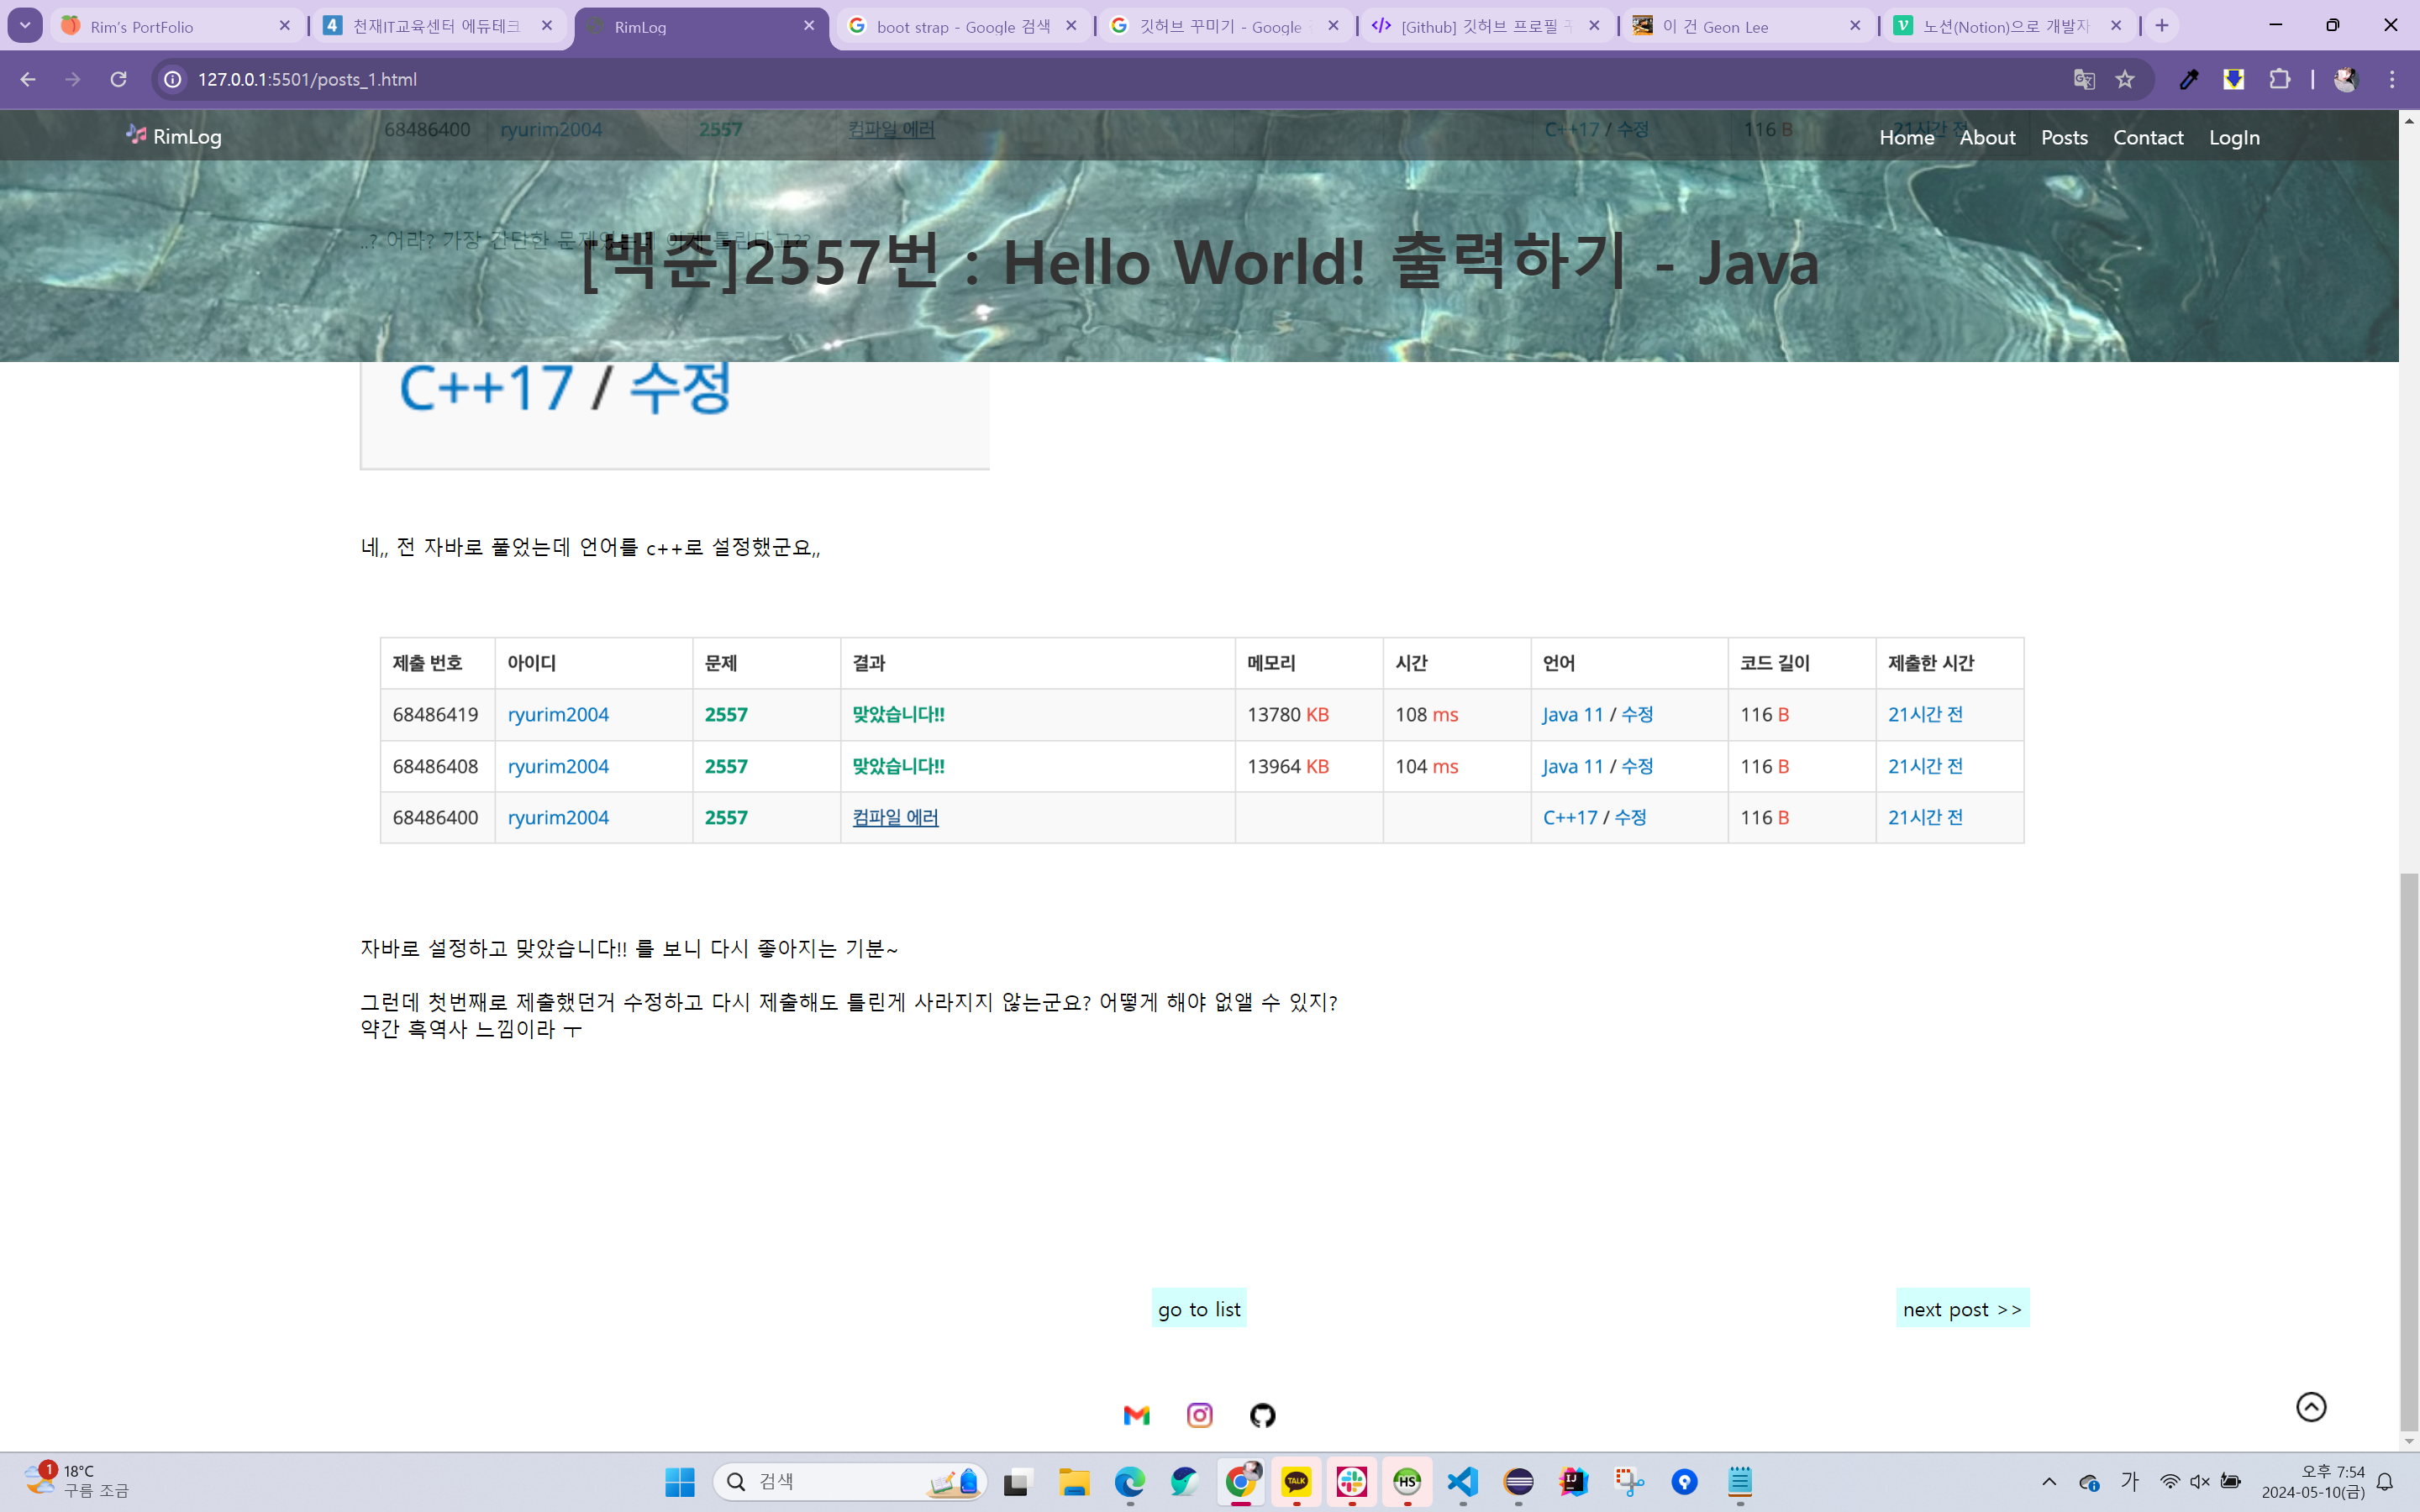 Rim's PortFolio
천재IT교육센터 에듀테크
RimLog
boot strap - Google 검색
깃허브 꾸미기 - Google
[Github] 깃허브 프로필
이 건 Geon Lee
노션(Notion)으로 개발자
127.0.0.1:5501/posts_1.html
RimLog
Home About Posts Contact LogIn
68486400 ryurim2004 2557 컴파일 에러 C++17 / 수정 116 B 21시간 전
..? 어라? 가장 간단한 문제였는데 이게 틀린다고??
[백준]2557번 : Hello World! 출력하기 - Java
C++17 / 수정
네,, 전 자바로 풀었는데 언어를 c++로 설정했군요,,
제출 번호 아이디 문제 결과 메모리 시간 언어 코드 길이 제출한 시간
68486419 ryurim2004 2557 맞았습니다!! 13780 KB 108 ms Java 11 / 수정 116 B 21시간 전
68486408 ryurim2004 2557 맞았습니다!! 13964 KB 104 ms Java 11 / 수정 116 B 21시간 전
68486400 ryurim2004 2557 컴파일 에러 C++17 / 수정 116 B 21시간 전
자바로 설정하고 맞았습니다!! 를 보니 다시 좋아지는 기분~
그런데 첫번째로 제출했던거 수정하고 다시 제출해도 틀린게 사라지지 않는군요? 어떻게 해야 없앨 수 있지?
약간 흑역사 느낌이라 ㅜ
go to list
next post >>
1
18°C
구름 조금
검색
TALK
HS
IJ
가
오후 7:54
2024-05-10(금)